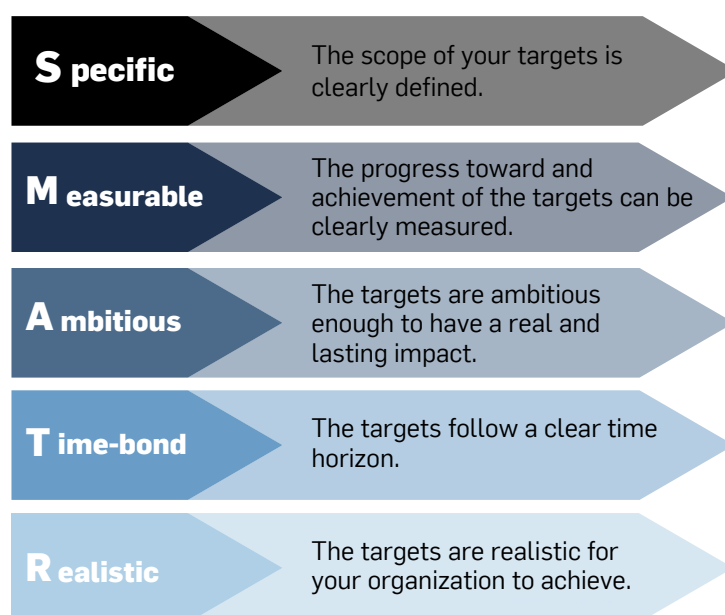 S pecific
The scope of your targets is
clearly defined.
M easurable
The progress toward and
achievement of the targets can be
clearly measured.
A mbitious
The targets are ambitious
enough to have a real and
lasting impact.
T ime-bond
The targets follow a clear time
horizon.
R ealistic
The targets are realistic for
your organization to achieve.